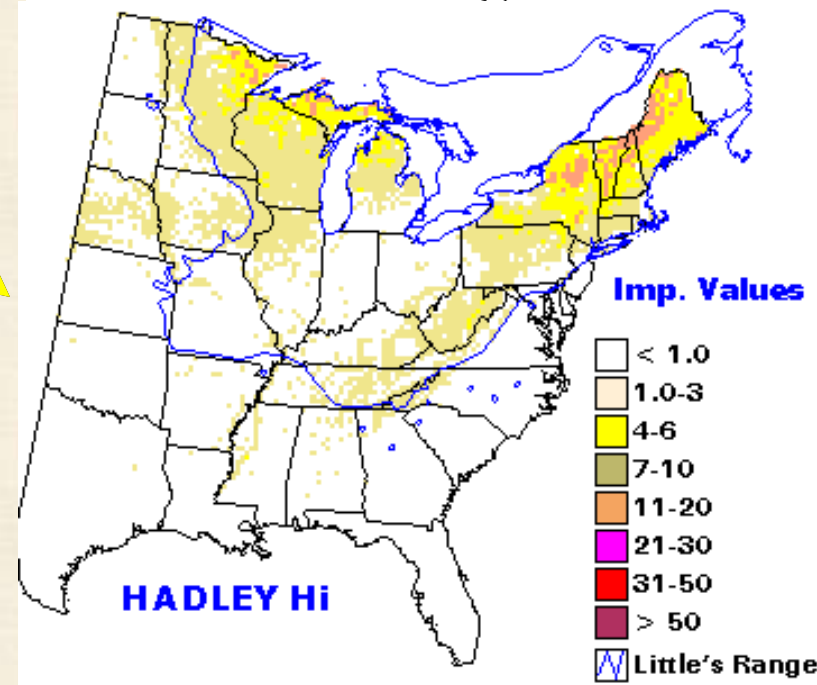 Imp. Values
< 1.0
1.0-3
4-6
7-10
11-20
21-30
31-50
> 50
Little's Range
HADLEY Hi